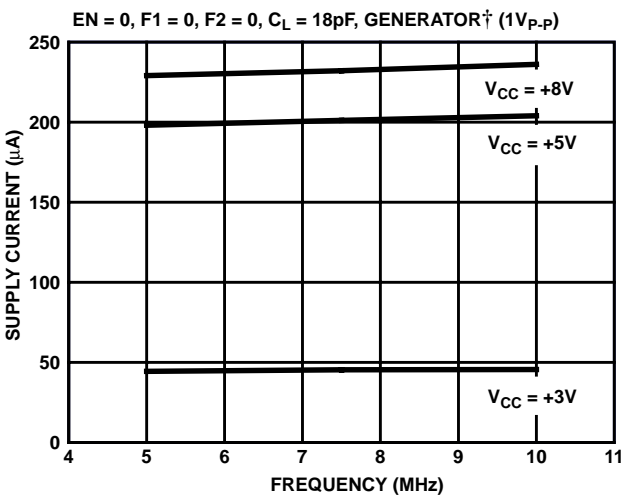 EN = 0, F1 = 0, F2 = 0, CL = 18pF, GENERATOR† (1VP-P)
250
200
150
100
50
0
SUPPLY CURRENT (μA)
VCC = +8V
VCC = +5V
VCC = +3V
4 5 6 7 8 9 10 11
FREQUENCY (MHz)